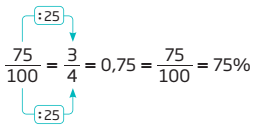 :25
75/100 = 3/4 = 0,75 = 75/100 = 75%
:25